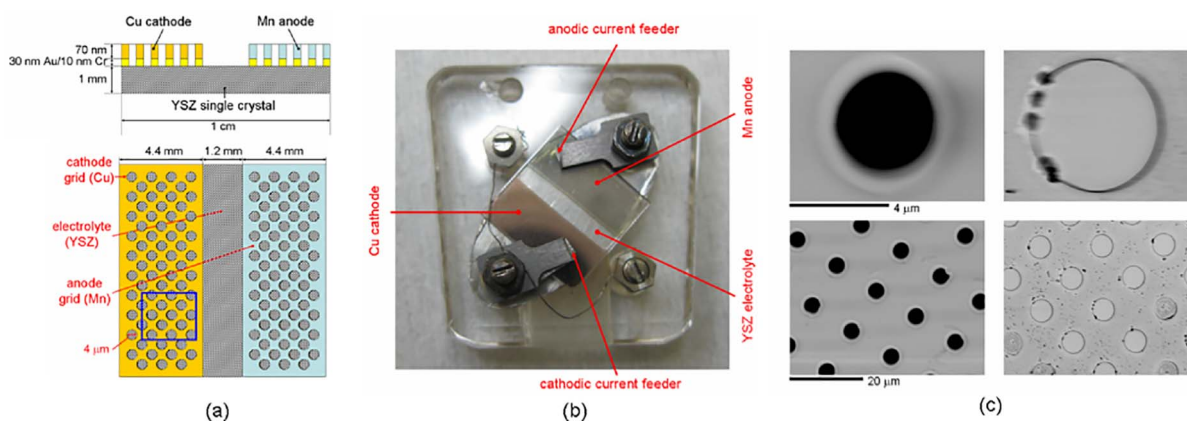 Cu cathode
Mn anode
70 nm
30 nm Au/10 nm Cr
1 mm
YSZ single crystal
1 cm
4.4 mm
1.2 mm
4.4 mm
cathode
grid (Cu)
electrolyte
(YSZ)
anode
grid (Mn)
4 μm
(a)
anodic current feeder
Mn anode
Cu cathode
YSZ electrolyte
cathodic current feeder
(b)
4 μm
20 μm
(c)